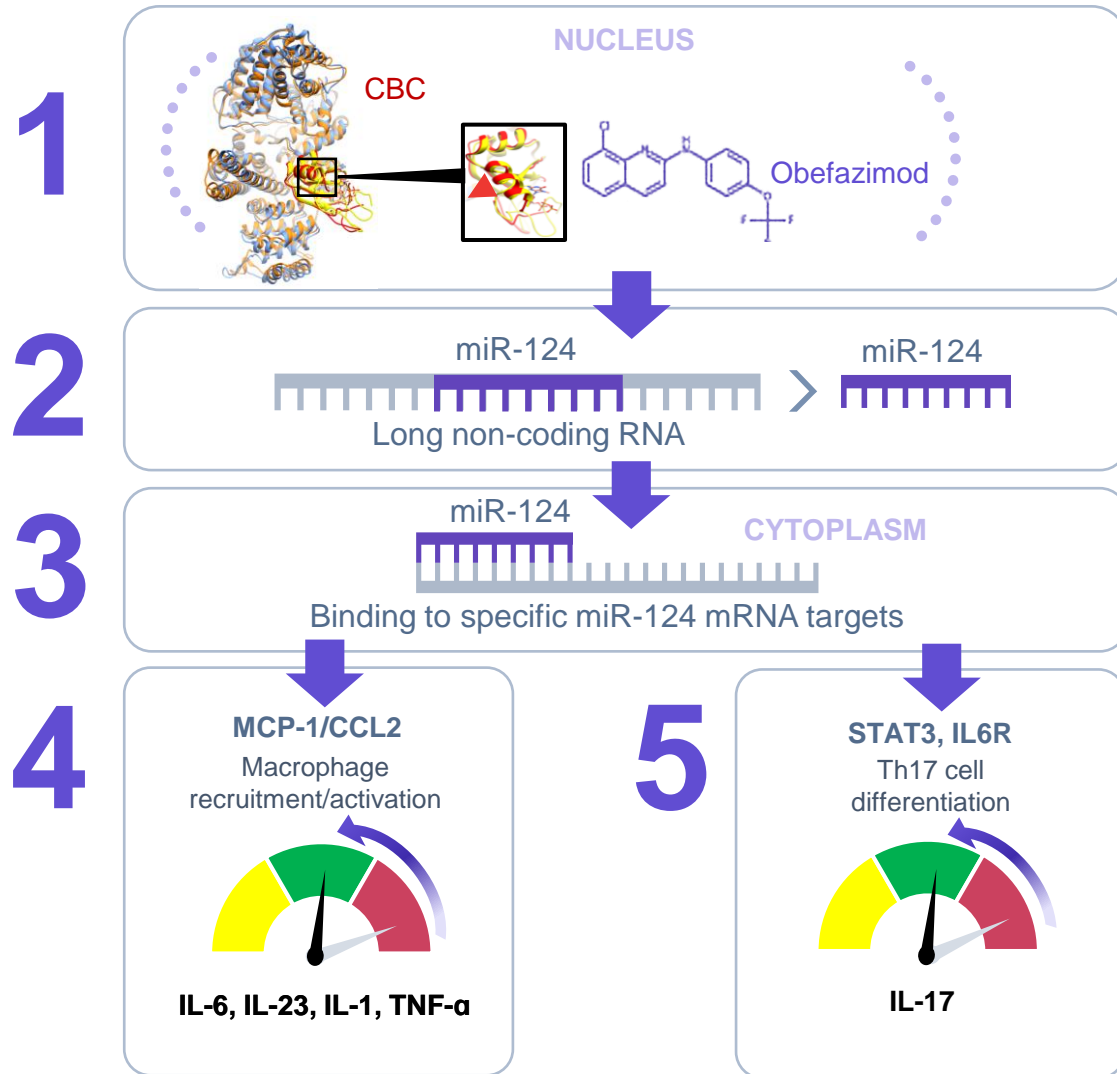 1
NUCLEUS
CBC
Cl
N
H
N
Obefazimod
O
F
F
2
miR-124
miR-124
Long non-coding RNA
3
miR-124
CYTOPLASM
Binding to specific miR-124 mRNA targets
4
MCP-1/CCL2
Macrophage
recruitment/activation
IL-6, IL-23, IL-1, TNF-α
5
STAT3, IL6R
Th17 cell
differentiation
IL-17